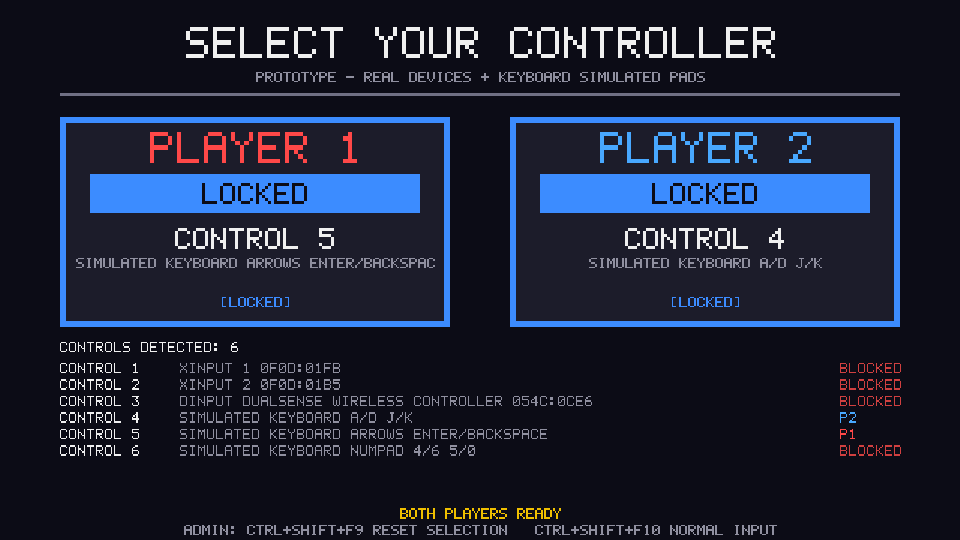 SELECT YOUR CONTROLLER
PROTOTYPE - REAL DEVICES + KEYBOARD SIMULATED PADS
PLAYER 1
LOCKED
CONTROL 5
SIMULATED KEYBOARD ARROWS ENTER/BACKSPAC
[LOCKED]
PLAYER 2
LOCKED
CONTROL 4
SIMULATED KEYBOARD A/D J/K
[LOCKED]
CONTROLS DETECTED: 6
CONTROL 1 XINPUT 1 0F0D:01FB BLOCKED
CONTROL 2 XINPUT 2 0F0D:01B5 BLOCKED
CONTROL 3 DINPUT DUALSENSE WIRELESS CONTROLLER 054C:0CE6 BLOCKED
CONTROL 4 SIMULATED KEYBOARD A/D J/K P2
CONTROL 5 SIMULATED KEYBOARD ARROWS ENTER/BACKSPACE P1
CONTROL 6 SIMULATED KEYBOARD NUMPAD 4/6 5/0 BLOCKED
BOTH PLAYERS READY
ADMIN: CTRL+SHIFT+F9 RESET SELECTION CTRL+SHIFT+F10 NORMAL INPUT